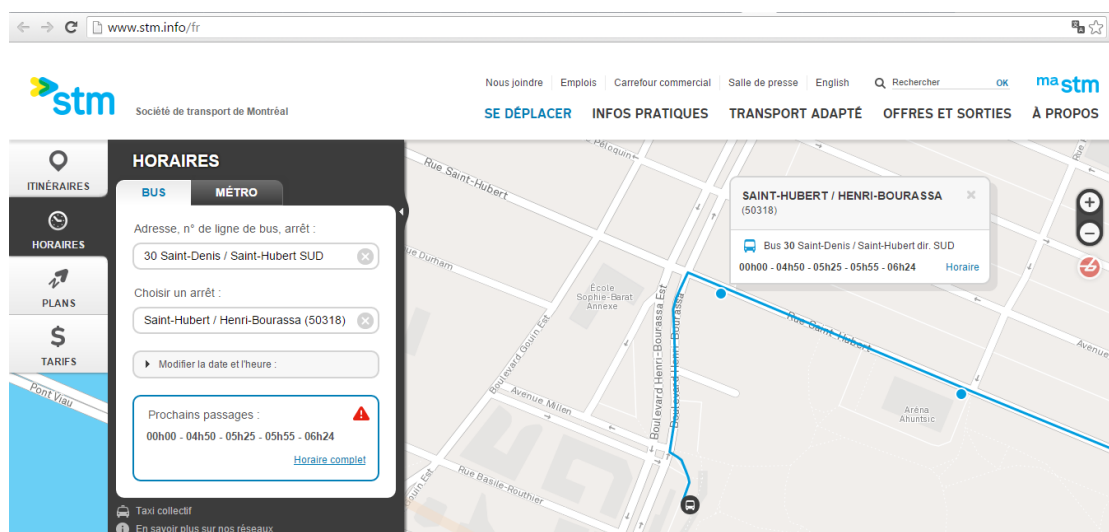 www.stm.info/fr
Nous joindre Emplois Carrefour commercial Salle de presse English Rechercher OK
ma stm
stm
Société de transport de Montréal
SE DÉPLACER INFOS PRATIQUES TRANSPORT ADAPTÉ OFFRES ET SORTIES À PROPOS
ITINÉRAIRES
HORAIRES
PLANS
$
TARIFS
HORAIRES
BUS MÉTRO
Adresse, n° de ligne de bus, arrêt :
30 Saint-Denis / Saint-Hubert SUD
Choisir un arrêt :
Saint-Hubert / Henri-Bourassa (50318)
Modifier la date et l'heure :
Prochains passages :
00h00 - 04h50 - 05h25 - 05h55 - 06h24
Horaire complet
Taxi collectif
En savoir plus sur nos réseaux
SAINT-HUBERT / HENRI-BOURASSA
(50318)
Bus 30 Saint-Denis / Saint-Hubert dir. SUD
00h00 - 04h50 - 05h25 - 05h55 - 06h24 Horaire
Péloquin
Rue Saint-Hubert
Rue
ue Durham
École
Sophie-Barat
Annexe
Boulevard Gouin Est
Boulevard Henri-Bourassa Est
Boulevard Henri-Bourassa
Rue Saint-Hubert
Avenue
Avenue Millen
Aréna
Ahuntsic
Pont Viau
Rue Basile-Routhier
ouin Est